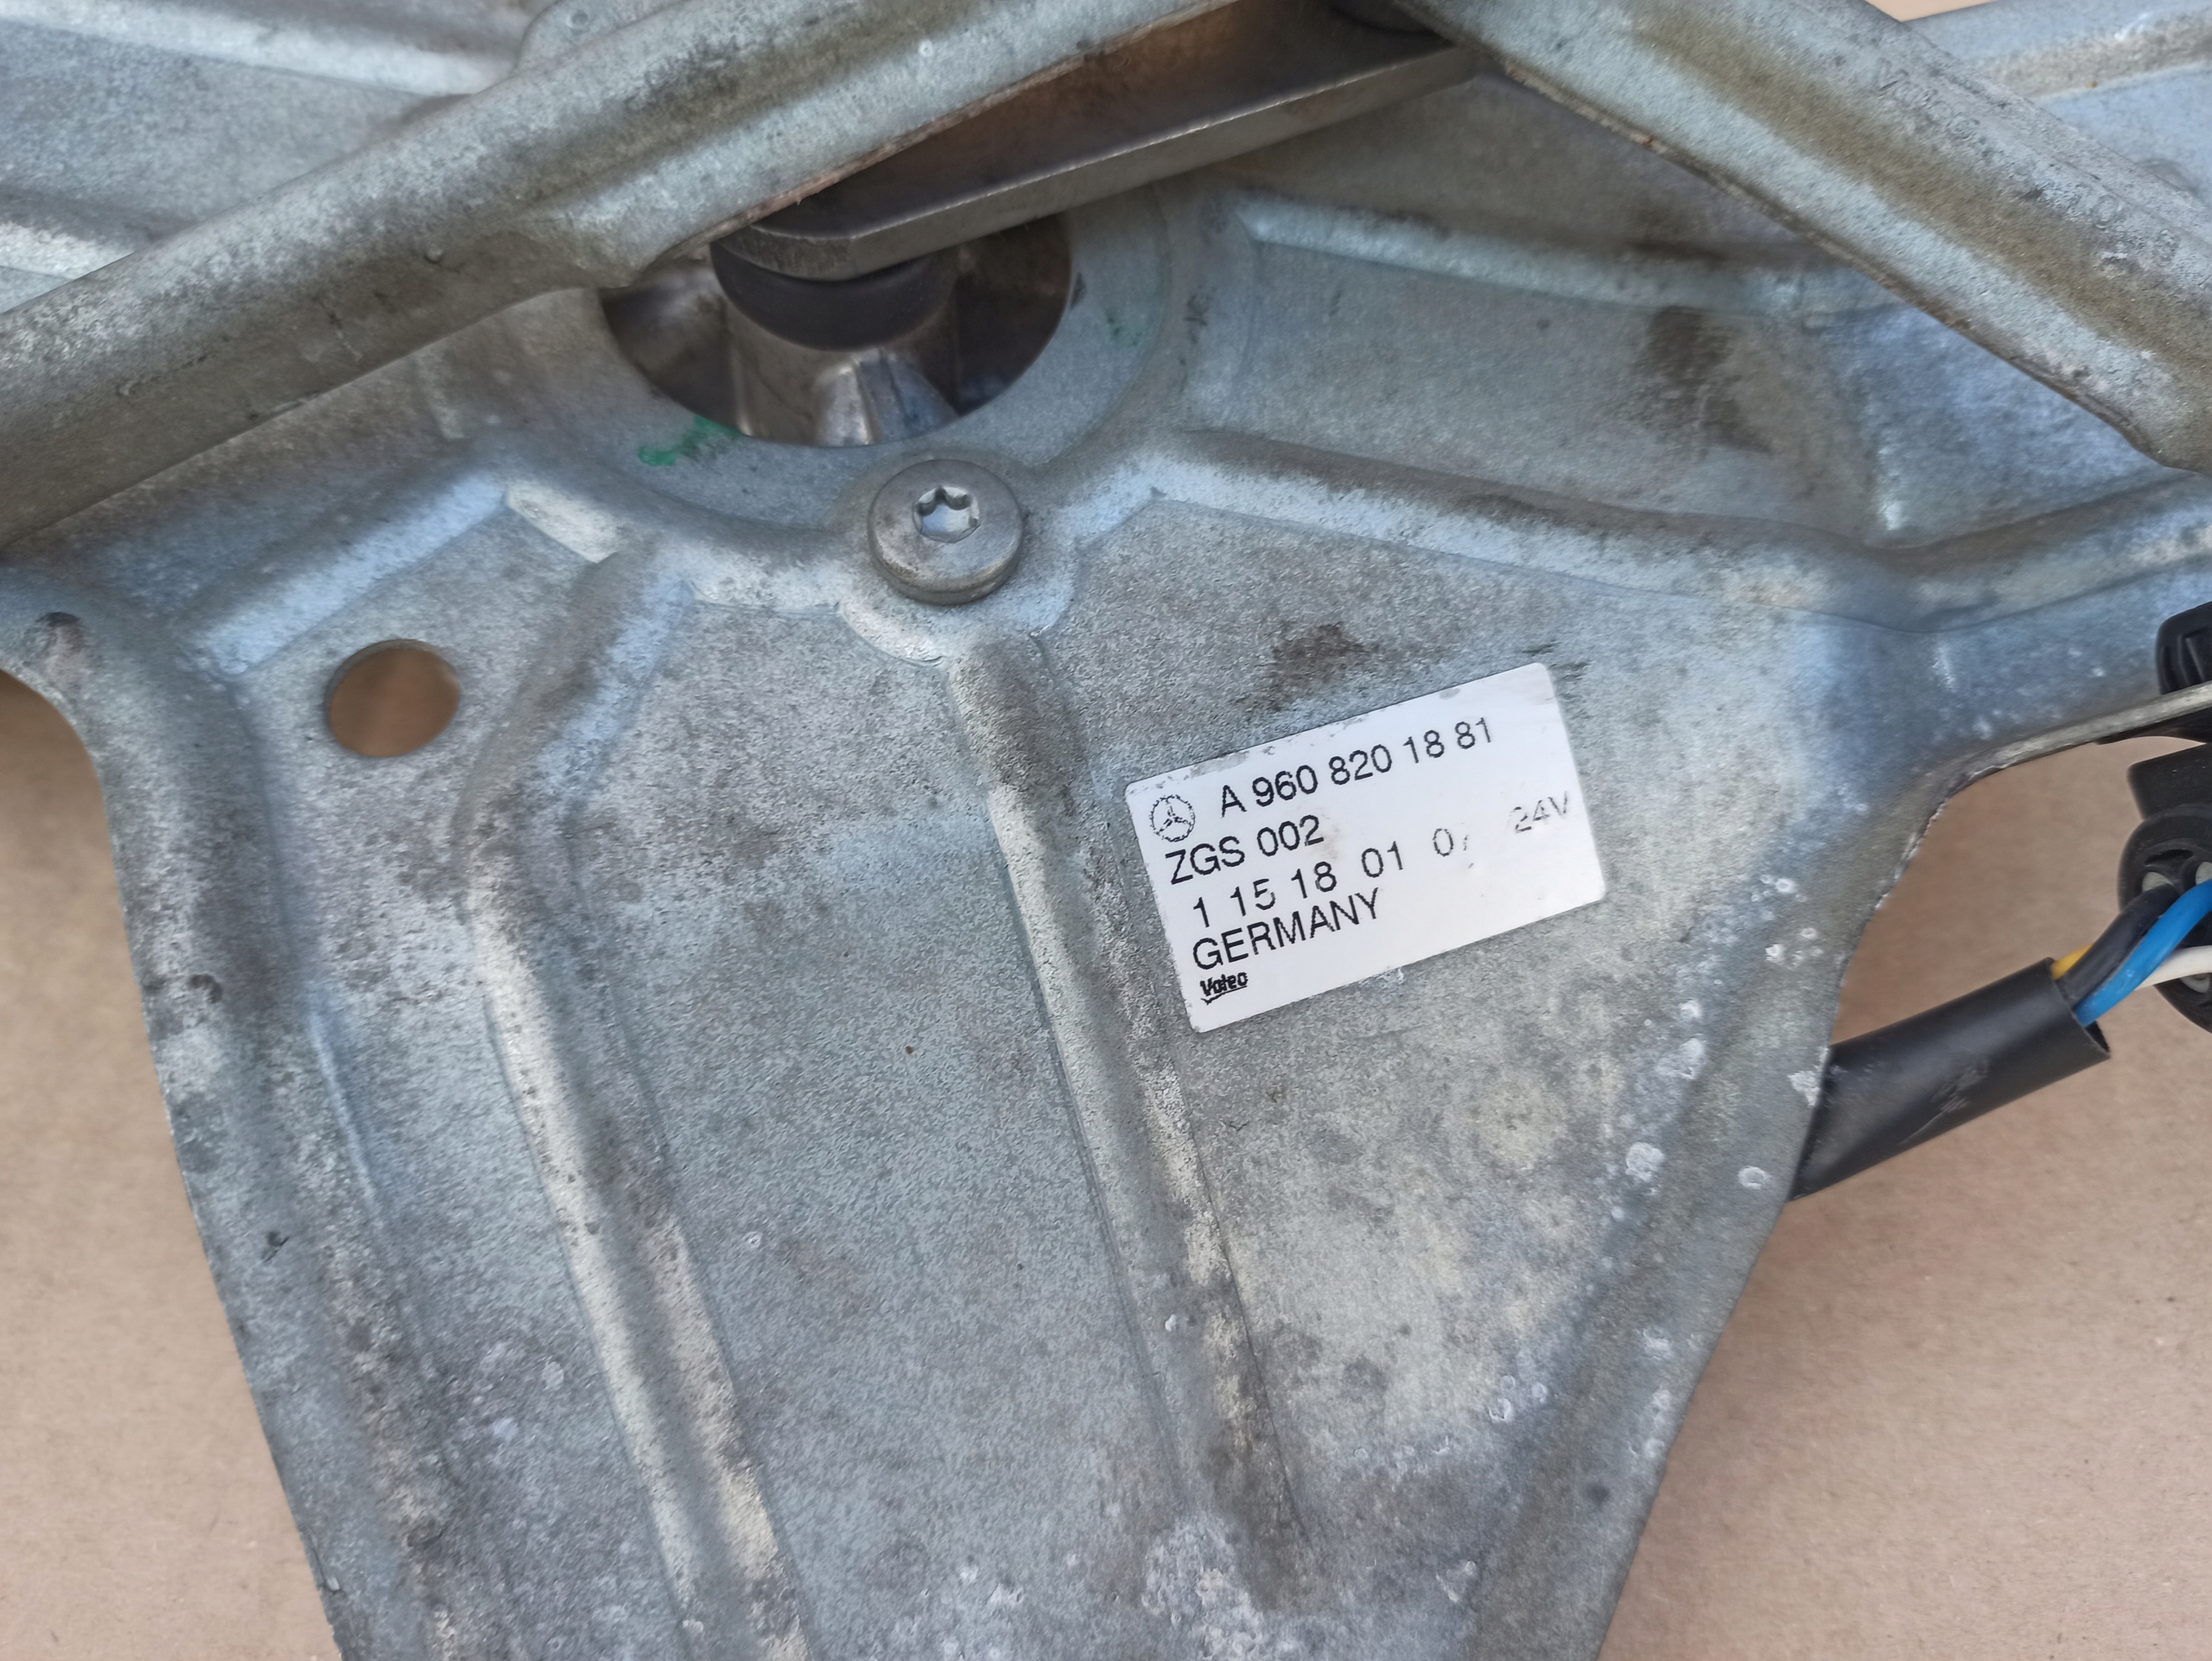 A 960 820 18 81
ZGS 002
1 15 18 01 24V
GERMANY
Valeo